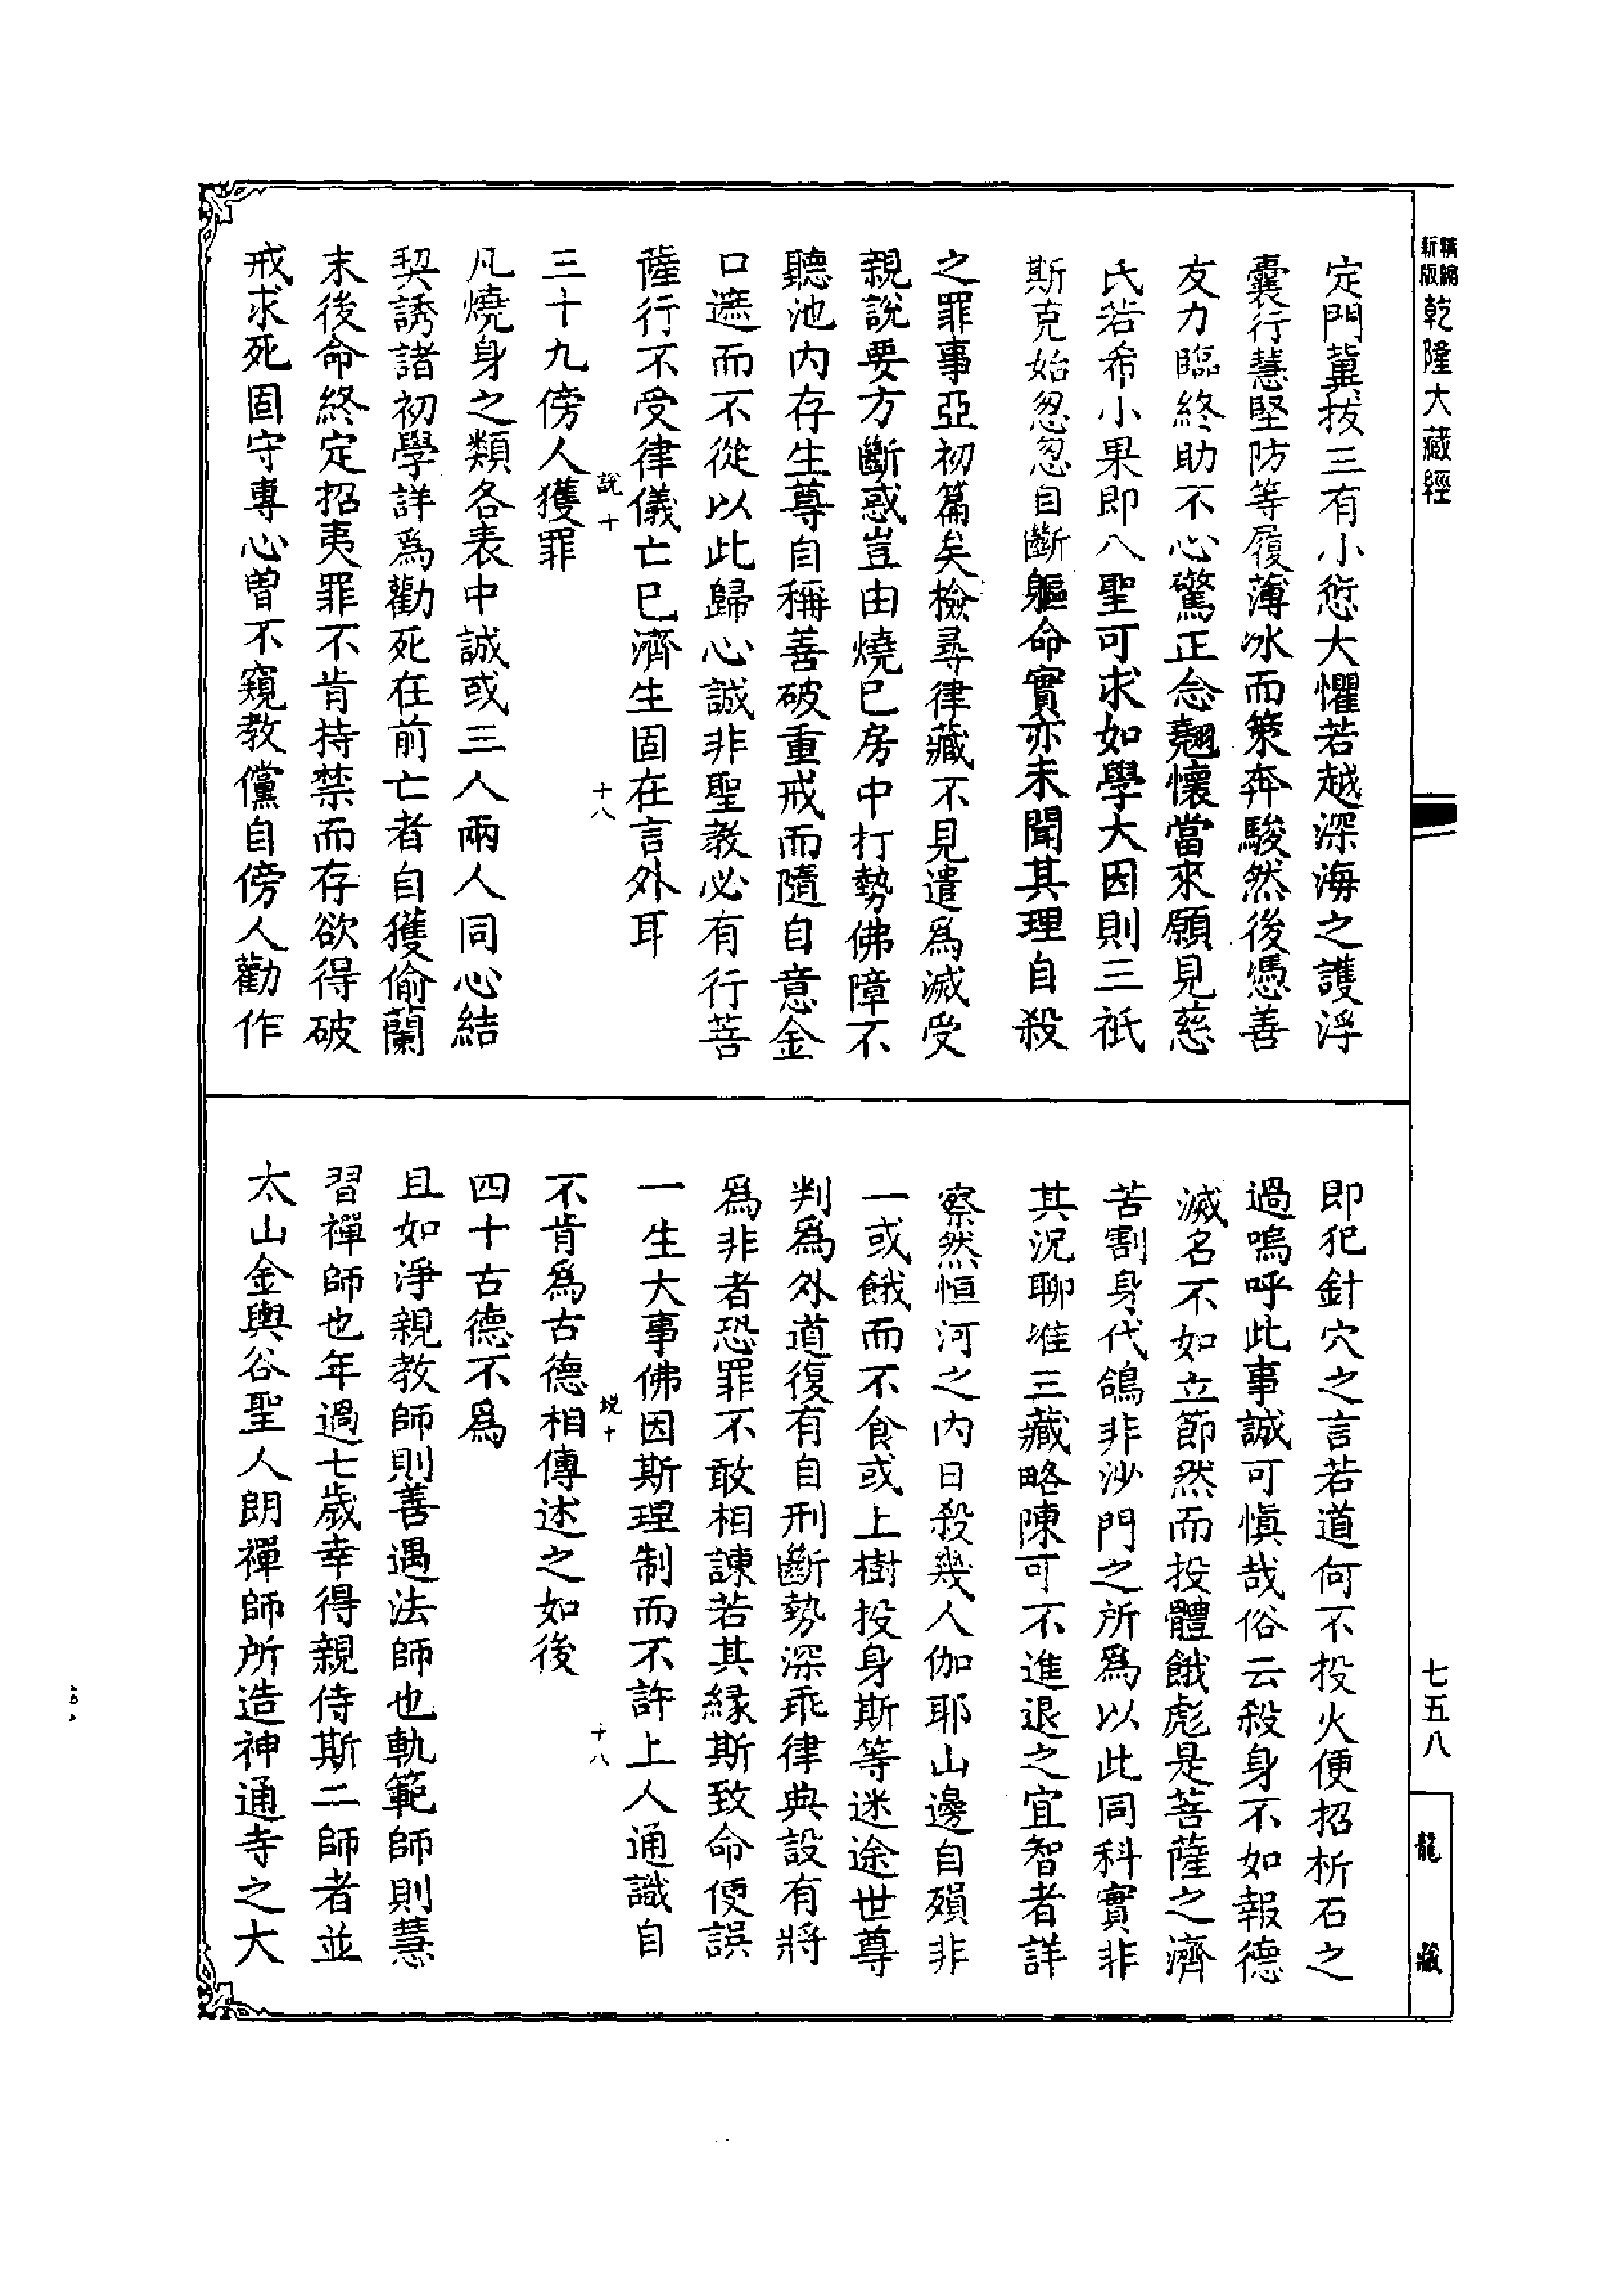 新版精縮乾隆大藏經
七五八
龍藏
定門冀拔三有小愆大懼若越深海之護浮
囊行慧堅防等履薄冰而策奔駿然後憑善
友力臨終助不心驚正念翹懷當來願見慈
氏若希小果即八聖可求如學大因則三祇
斯克始怱怱自斷軀命實亦未聞其理自殺
之罪事亞初篇矣檢尋律藏不見遣爲滅受
親說要方斷惑豈由燒己房中打勢佛障不
聽池內存生尊自稱善破重戒而隨自意金
口遮而不從以此歸心誠非聖教必有行菩
薩行不受律儀亡已濟生固在言外耳
說十
十八
三十九傍人獲罪
凡燒身之類各表中誠或三人兩人同心結
契誘諸初學詳爲勸死在前亡者自獲偷蘭
末後命終定招夷罪不肯持禁而存欲得破
戒求死固守專心曾不窺教儻自傍人勸作
即犯針穴之言若道何不投火便招析石之
過嗚呼此事誠可慎哉俗云殺身不如報德
滅名不如立節然而投體餓彪是菩薩之濟
苦割身代鴿非沙門之所爲以此同科實非
其況聊准三藏略陳可不進退之宜智者詳
察然恒河之內日殺幾人伽耶山邊自殞非
一或餓而不食或上樹投身斯等迷途世尊
判爲外道復有自刑斷勢深乖律典設有將
爲非者恐罪不敢相諫若其緣斯致命便誤
一生大事佛因斯理制而不許上人通識自
說十
十八
不肯爲古德相傳述之如後
四十古德不爲
且如淨親教師則善遇法師也軌範師則慧
習禪師也年過七歲幸得親侍斯二師者並
太山金輿谷聖人朗禪師所造神通寺之大